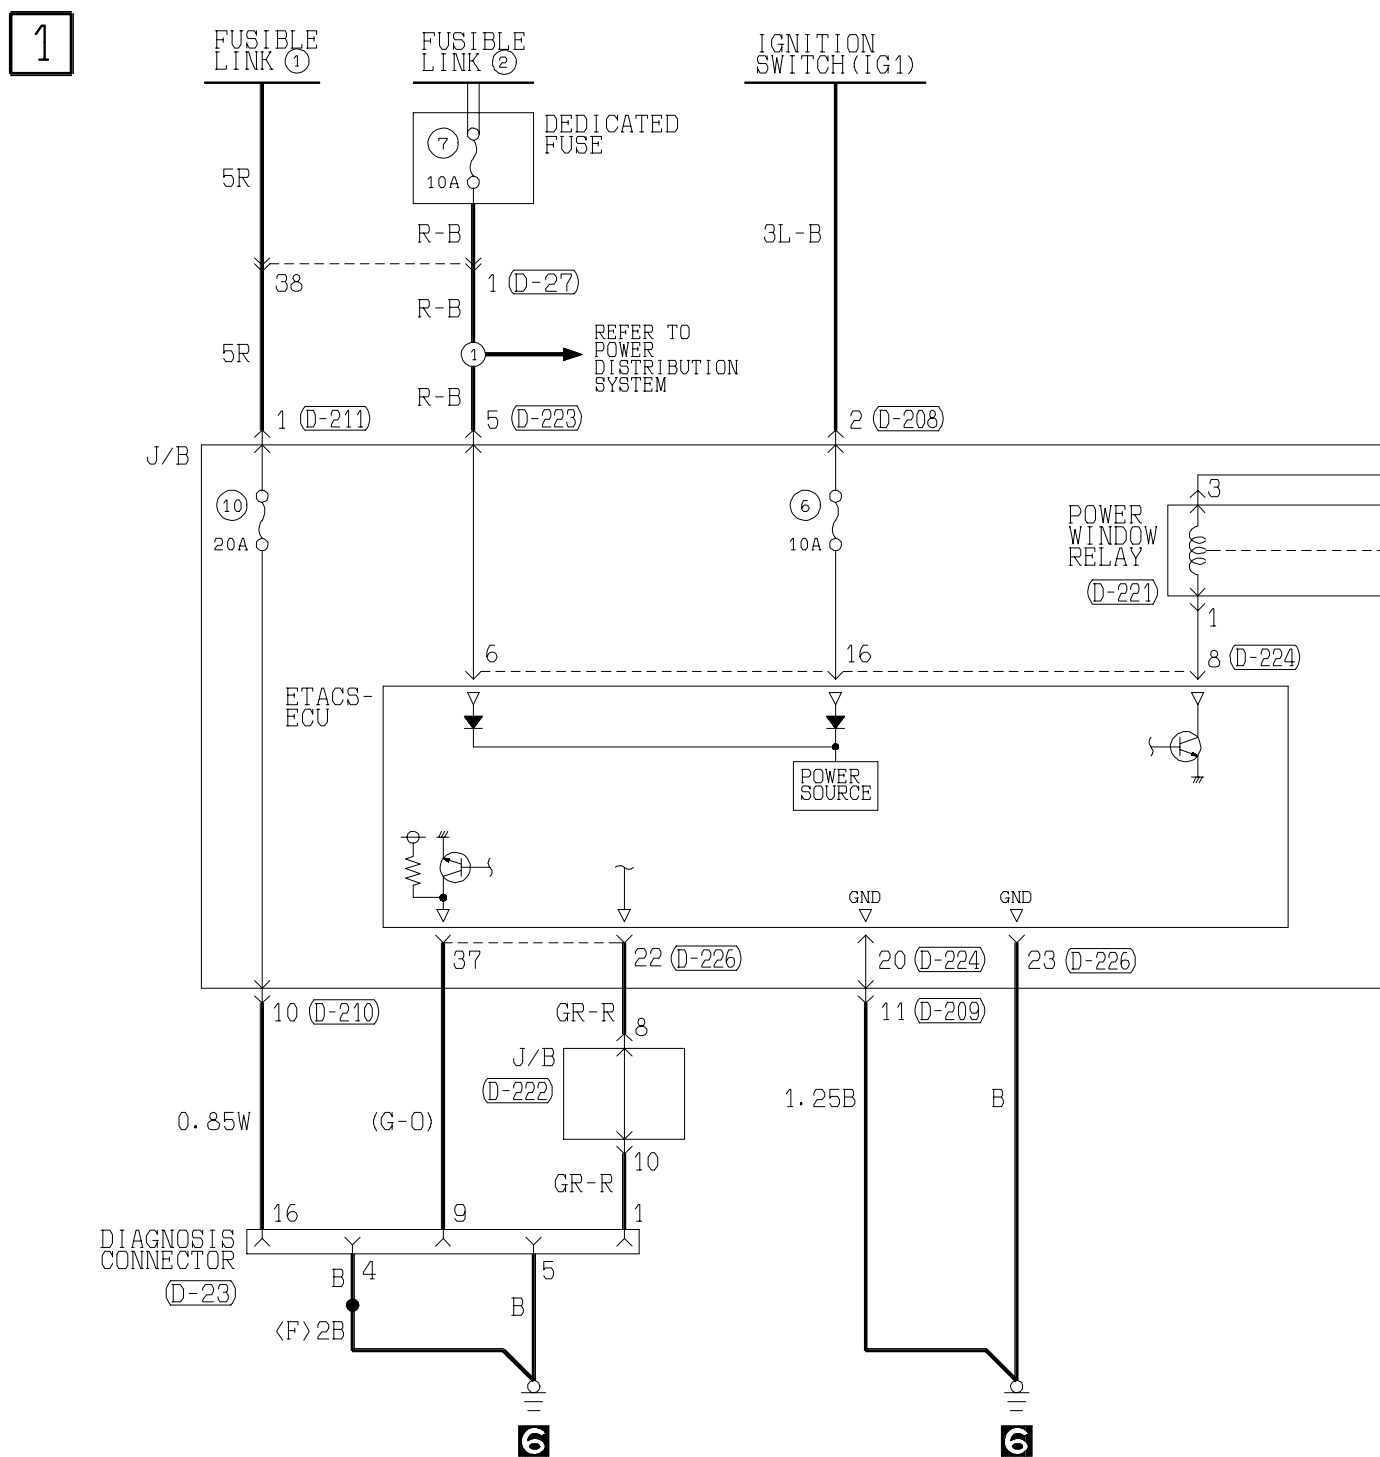 1
FUSIBLE
LINK ①
FUSIBLE
LINK ②
IGNITION
SWITCH(IG1)
7
10A
DEDICATED
FUSE
5R
R-B
3L-B
38
1 (D-27)
R-B
5R
1
REFER TO
POWER
DISTRIBUTION
SYSTEM
R-B
1 (D-211)
5 (D-223)
2 (D-208)
J/B
10
20A
6
10A
3
POWER
WINDOW
RELAY
(D-221)
1
6
16
8 (D-224)
ETACS-
ECU
POWER
SOURCE
GND
GND
37
22 (D-226)
20 (D-224)
23 (D-226)
10 (D-210)
GR-R
8
11 (D-209)
J/B
(D-222)
0.85W
(G-O)
1.25B
B
10
GR-R
16
9
1
DIAGNOSIS
CONNECTOR
(D-23)
B
4
5
B
〈F〉2B
6
6